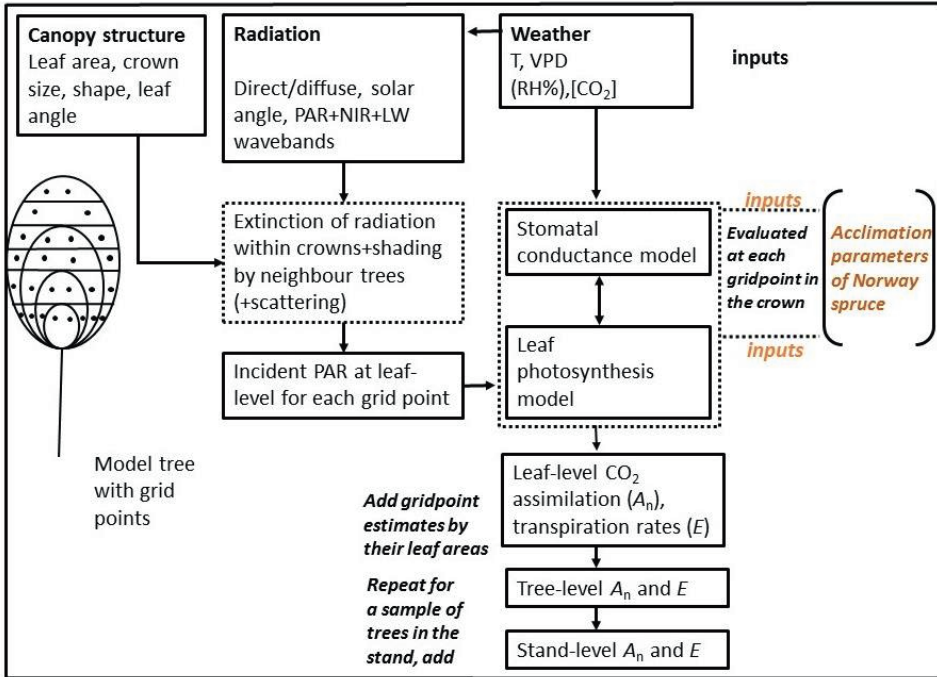 Canopy structure
Leaf area, crown
size, shape, leaf
angle
Radiation
Direct/diffuse, solar
angle, PAR+NIR+LW
wavebands
Weather
T, VPD
(RH%),[CO₂]
inputs
Extinction of radiation
within crowns+shading
by neighbour trees
(+scattering)
Stomatal
conductance model
inputs
Evaluated
at each
gridpoint in
the crown
inputs
Acclimation
parameters
of Norway
spruce
Incident PAR at leaf-
level for each grid point
Leaf
photosynthesis
model
Model tree
with grid
points
Leaf-level CO₂
assimilation (Aₙ),
transpiration rates (E)
Add gridpoint
estimates by
their leaf areas
Tree-level Aₙ and E
Repeat for
a sample of
trees in the
stand, add
Stand-level Aₙ and E